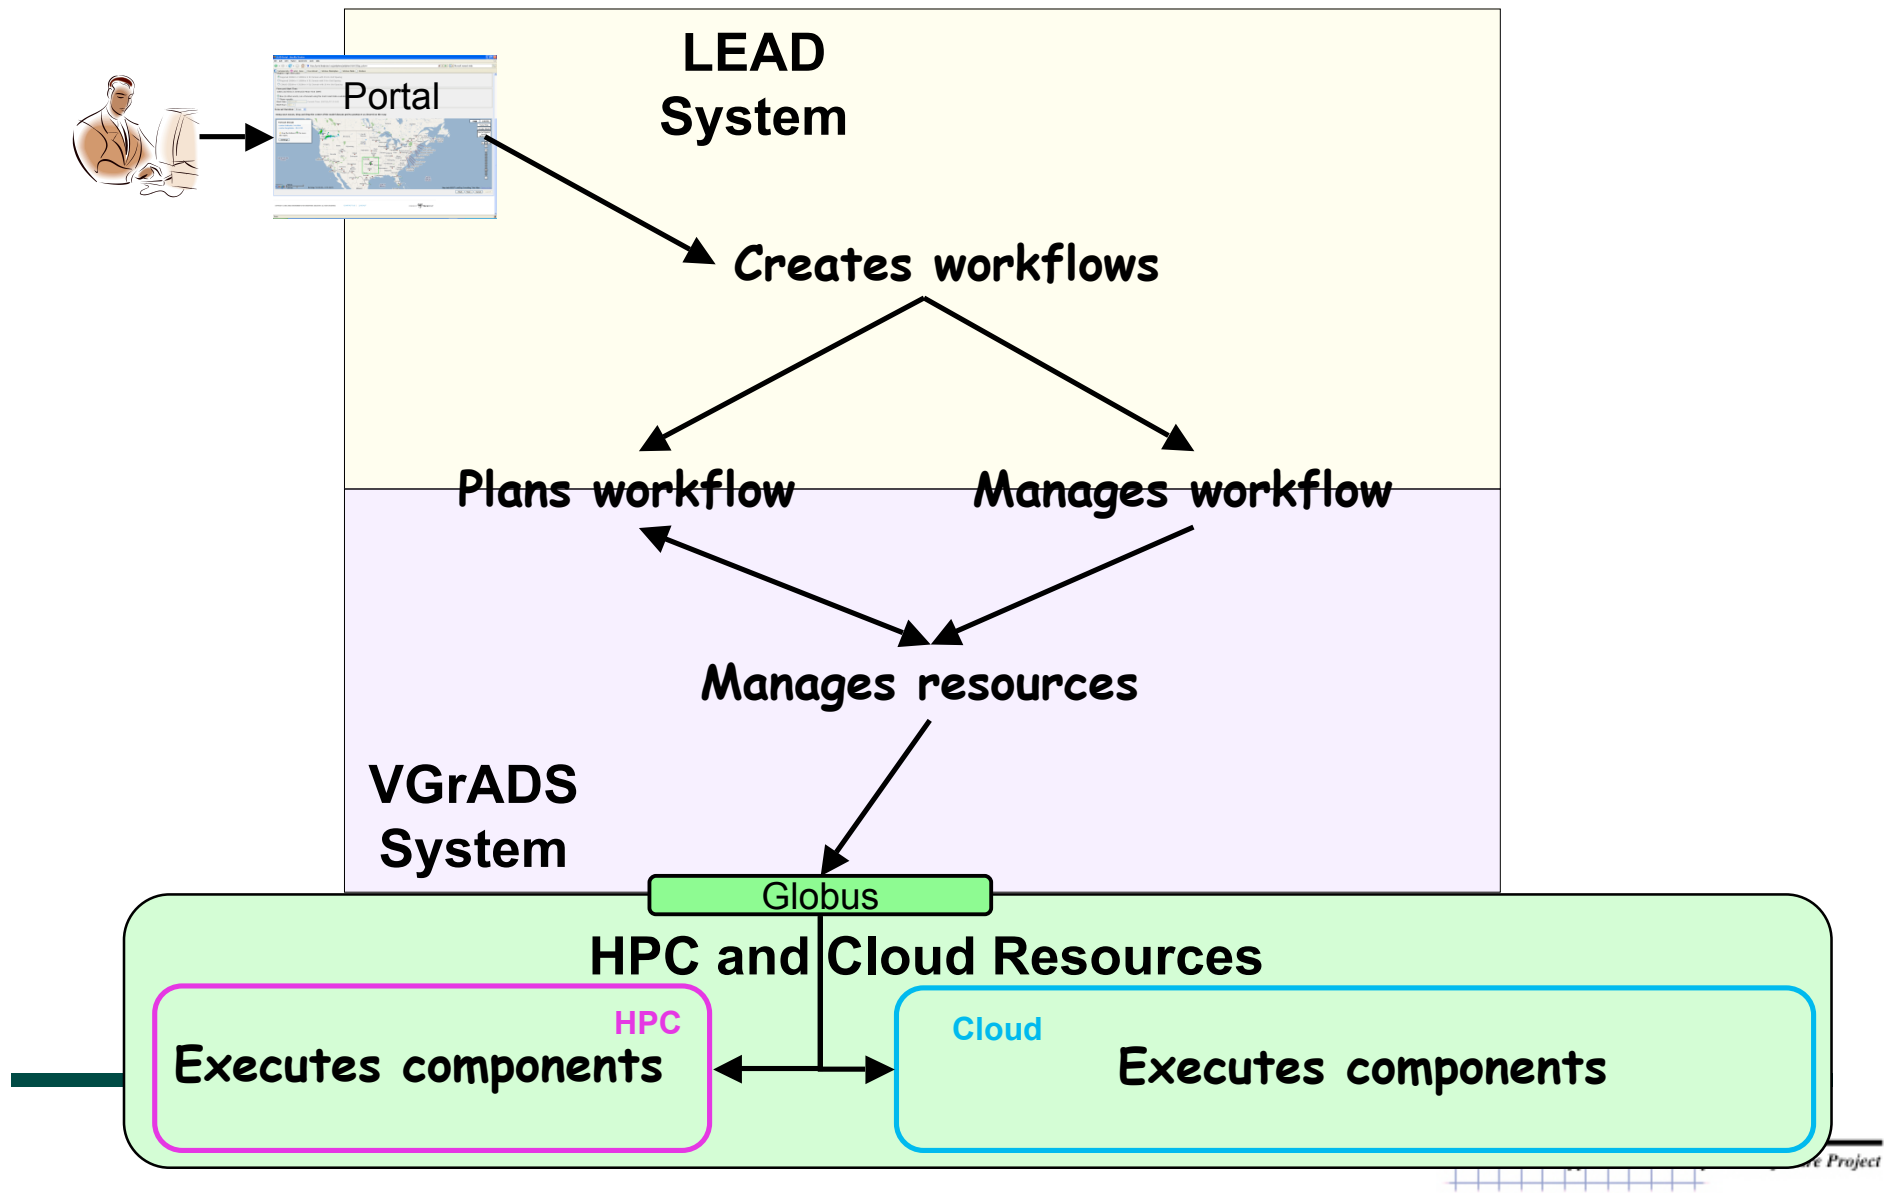 LEAD
System
Portal
Creates workflows
Plans workflow
Manages workflow
Manages resources
VGrADS
System
Globus
HPC and Cloud Resources
HPC
Executes components
Cloud
Executes components
Project